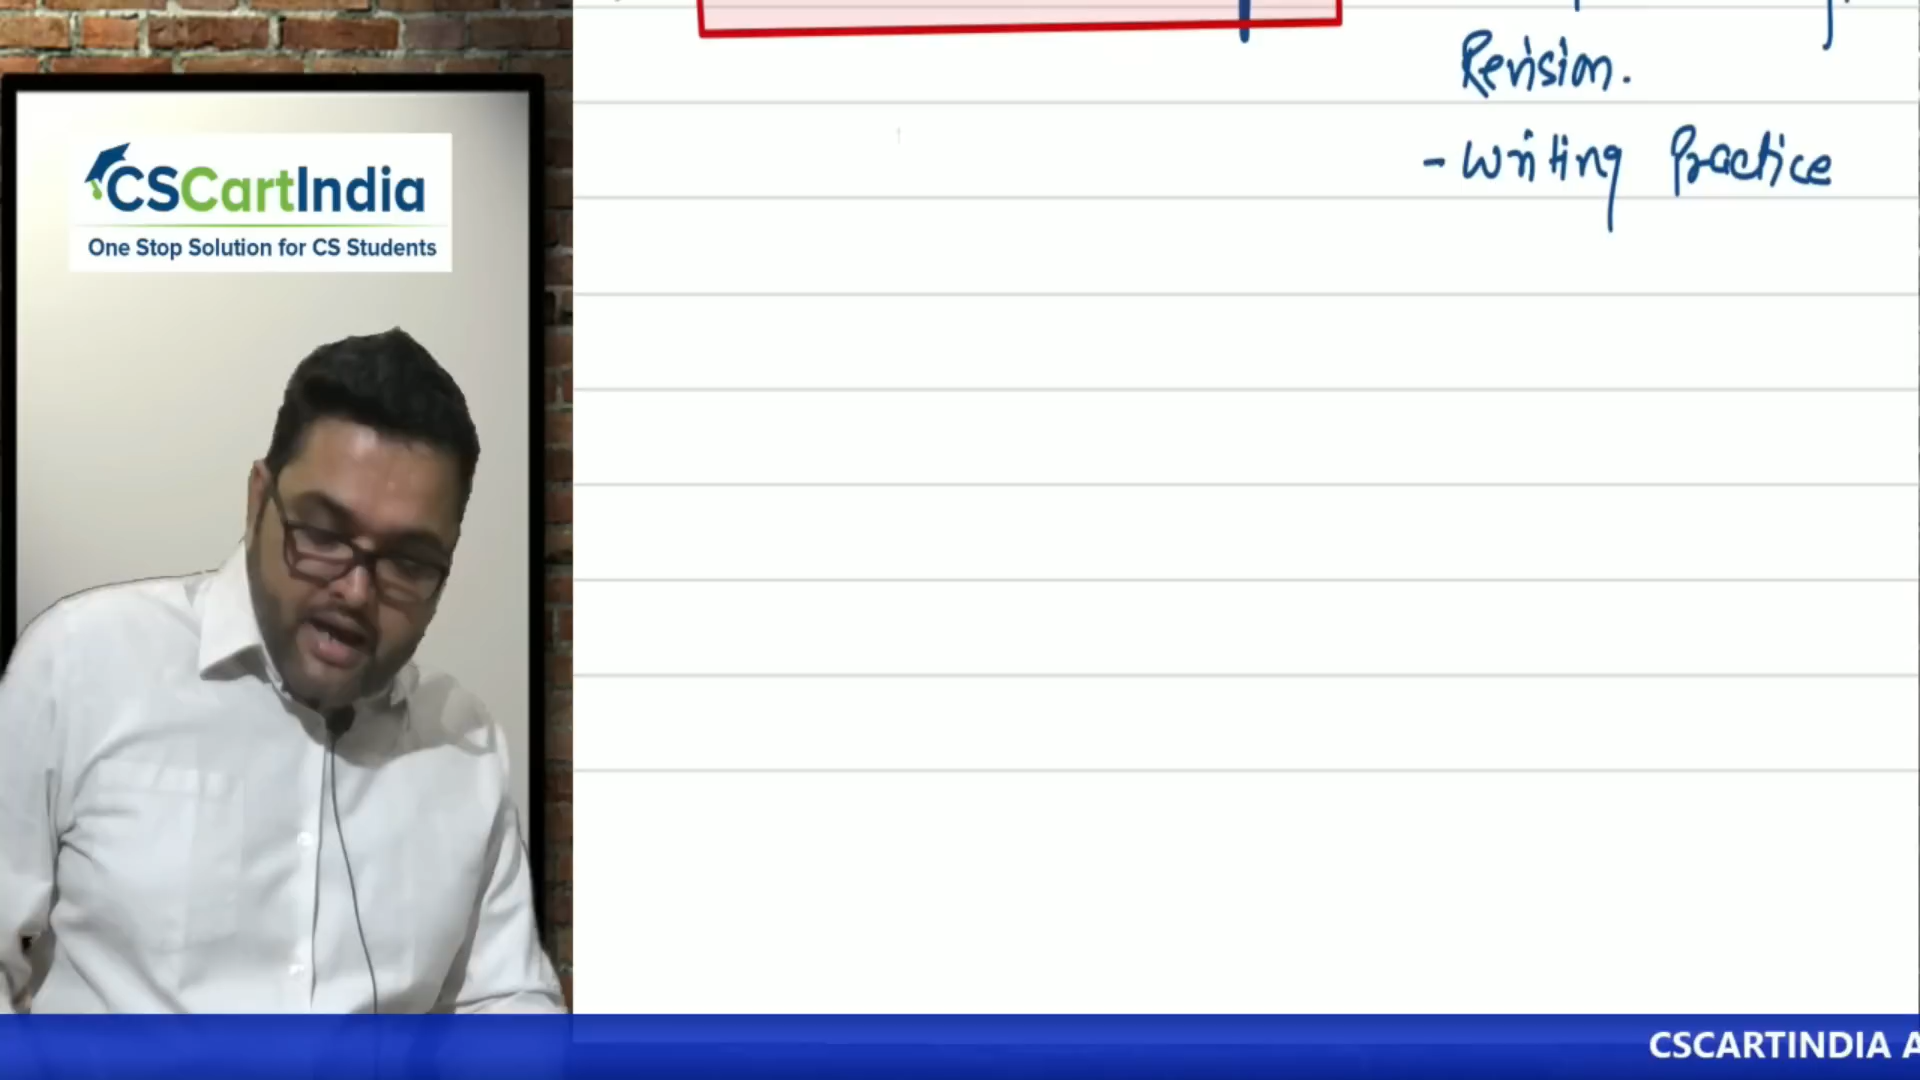 CSCartIndia
One Stop Solution for CS Students
Revision.
- Writing Practice
CSCARTINDIA A